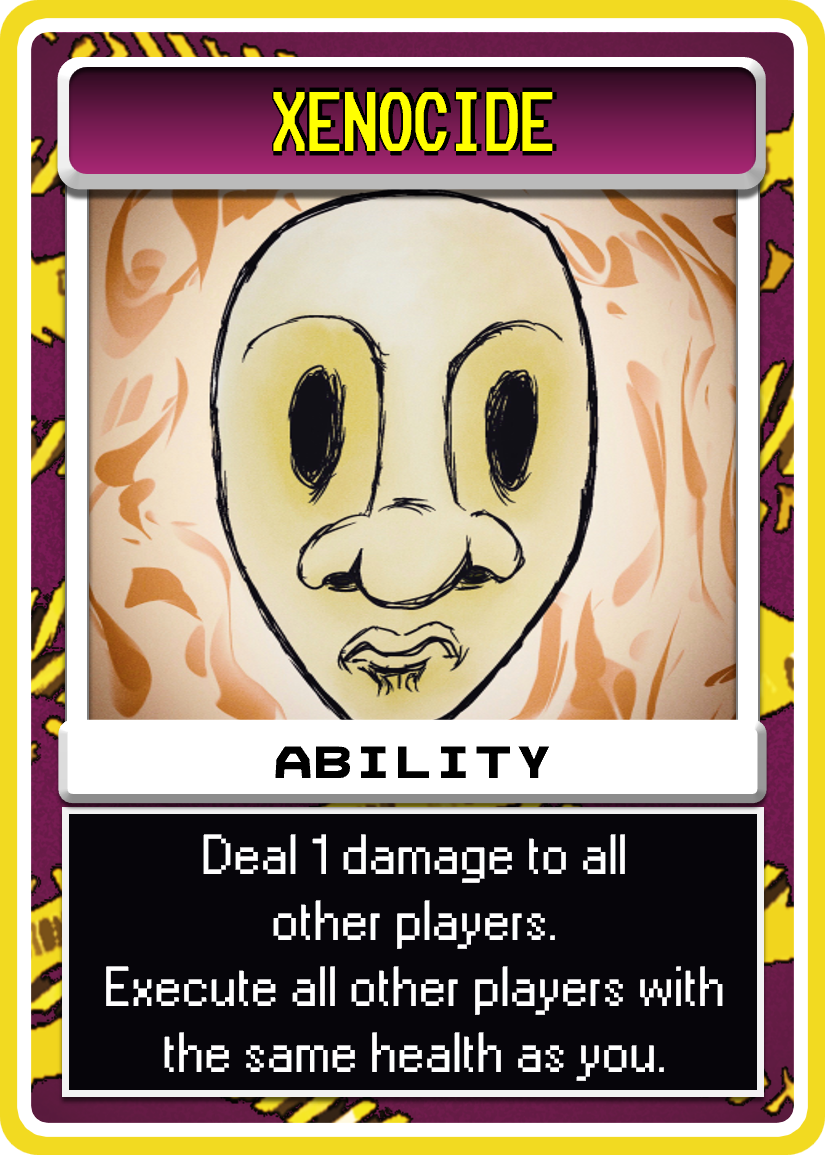 XENOCIDE
ABILITY
Deal 1 damage to all
other players.
Execute all other players with
the same health as you.